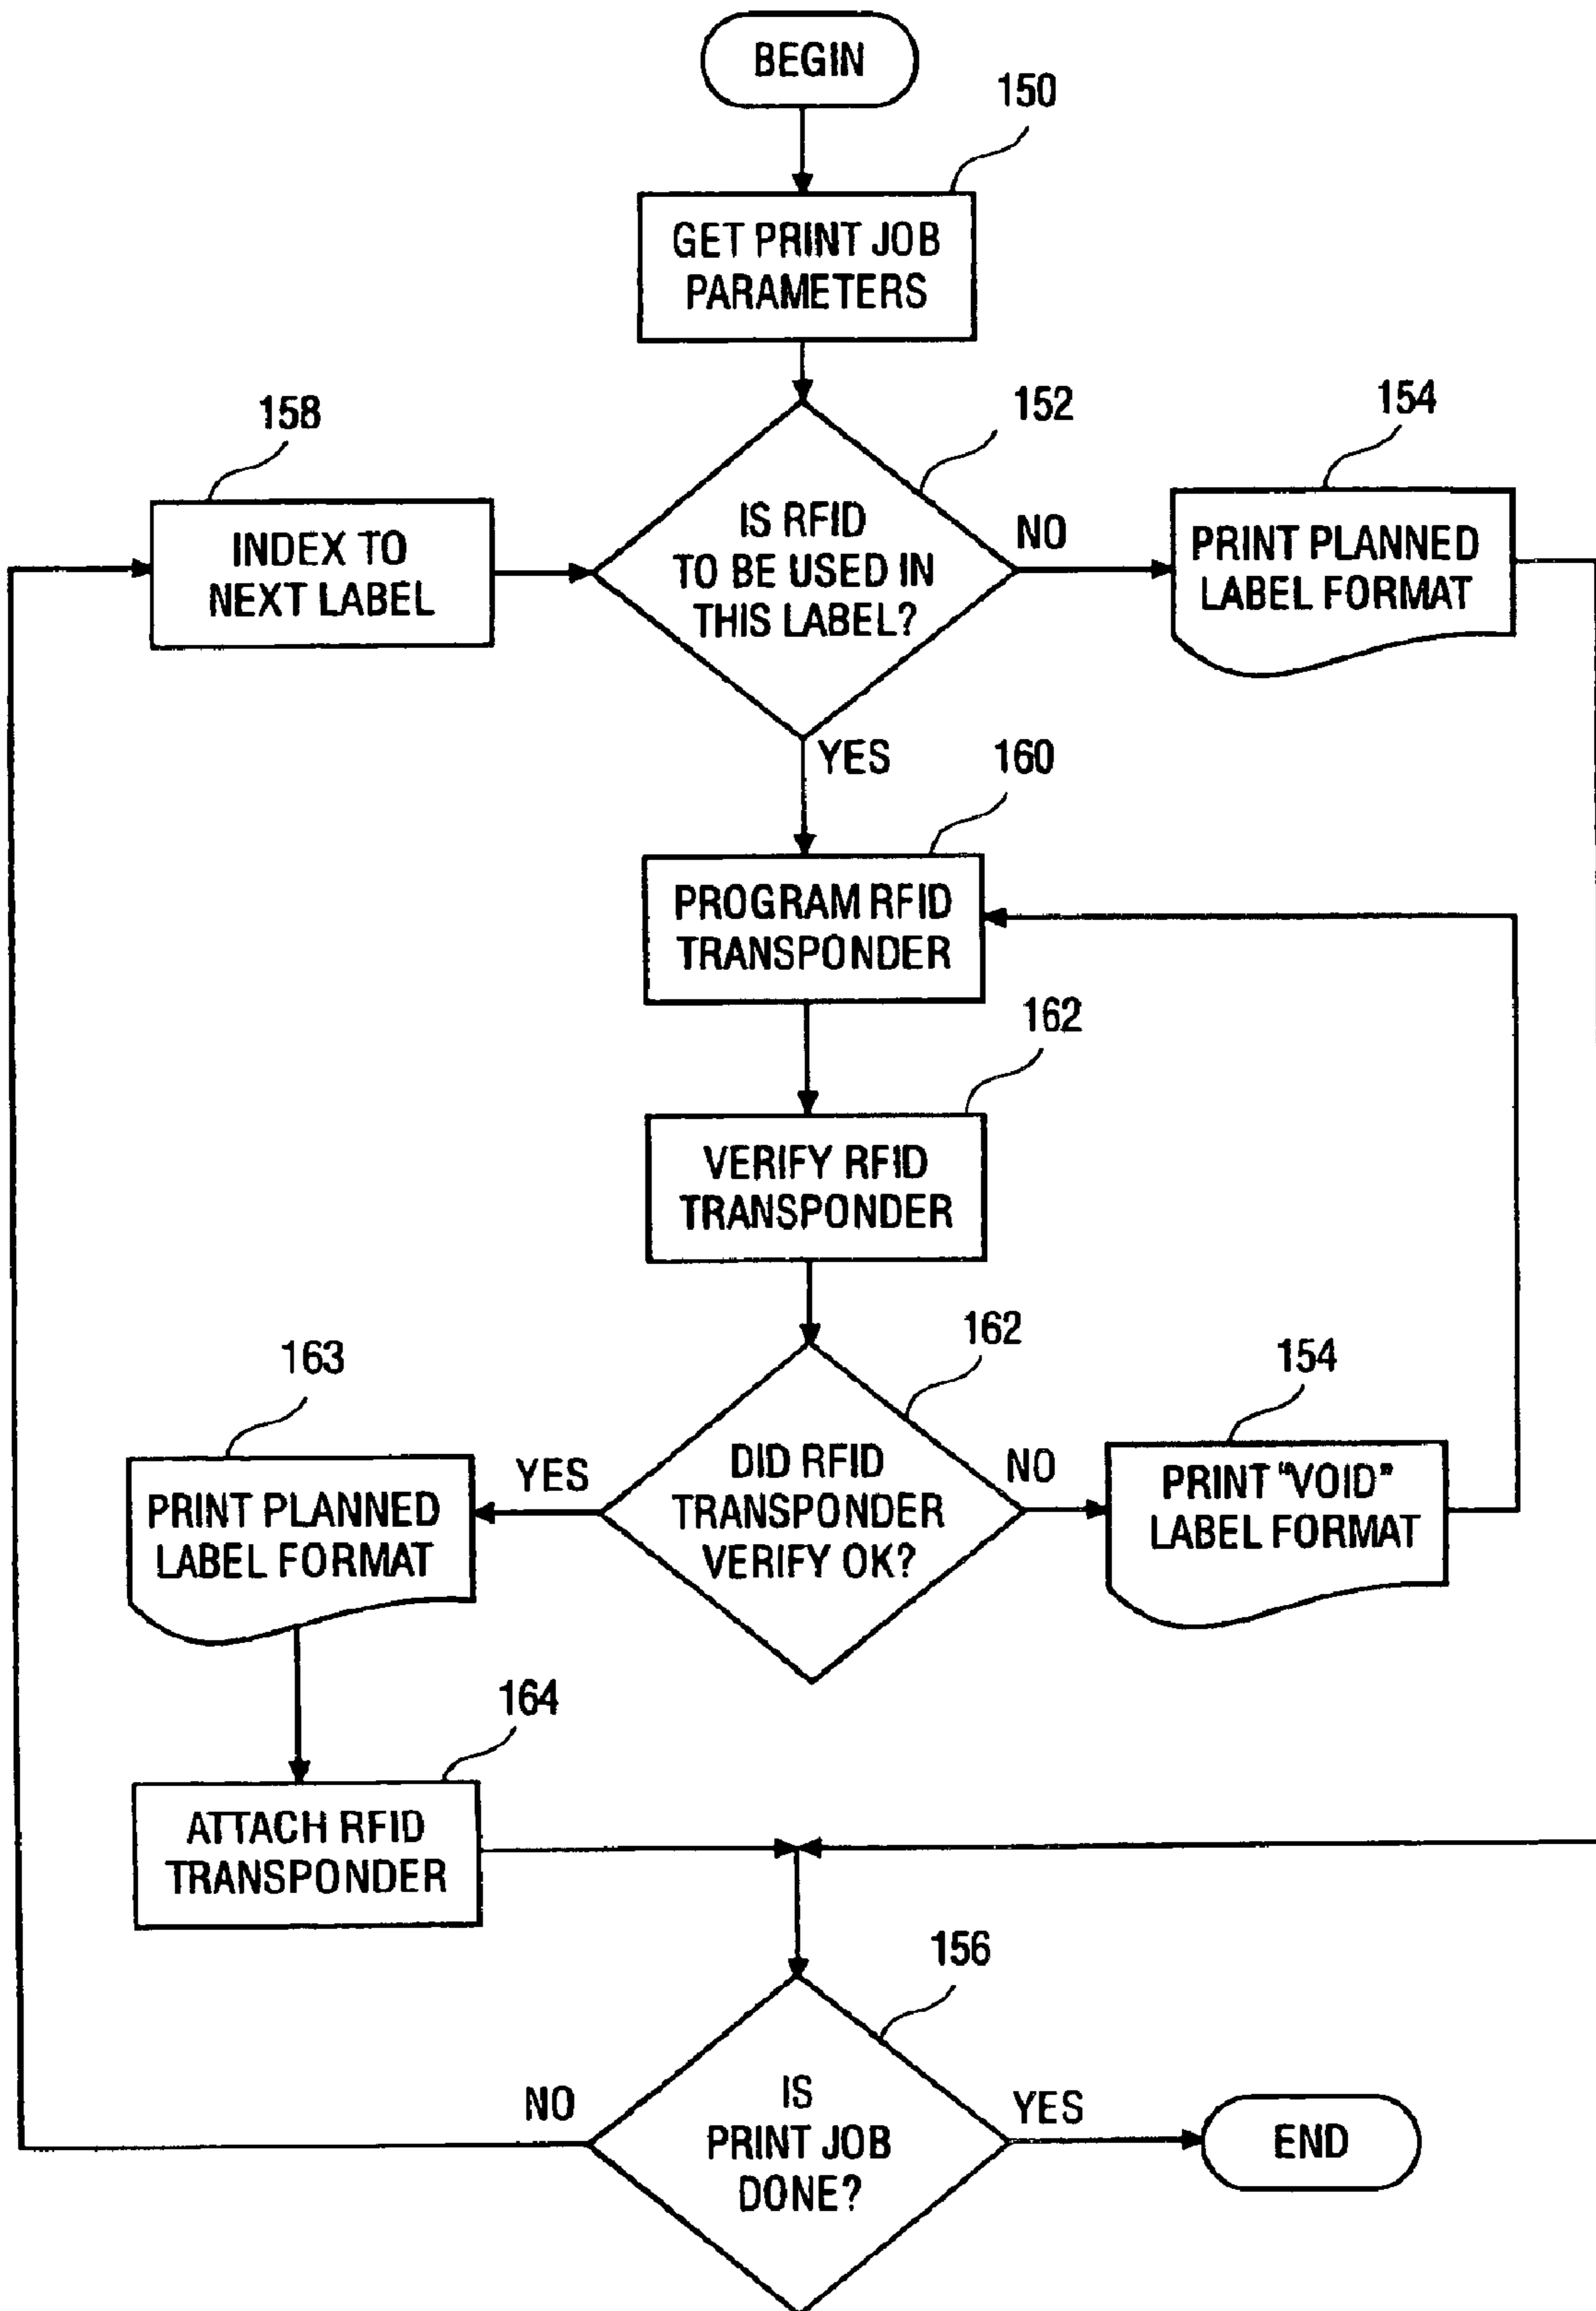 BEGIN
150
GET PRINT JOB
PARAMETERS
158
152
154
INDEX TO
NEXT LABEL
IS RFID
TO BE USED IN
THIS LABEL?
NO
PRINT PLANNED
LABEL FORMAT
YES
160
PROGRAM RFID
TRANSPONDER
162
VERIFY RFID
TRANSPONDER
163
162
154
PRINT PLANNED
LABEL FORMAT
YES
DID RFID
TRANSPONDER
VERIFY OK?
NO
PRINT "VOID"
LABEL FORMAT
164
ATTACH RFID
TRANSPONDER
156
NO
IS
PRINT JOB
DONE?
YES
END